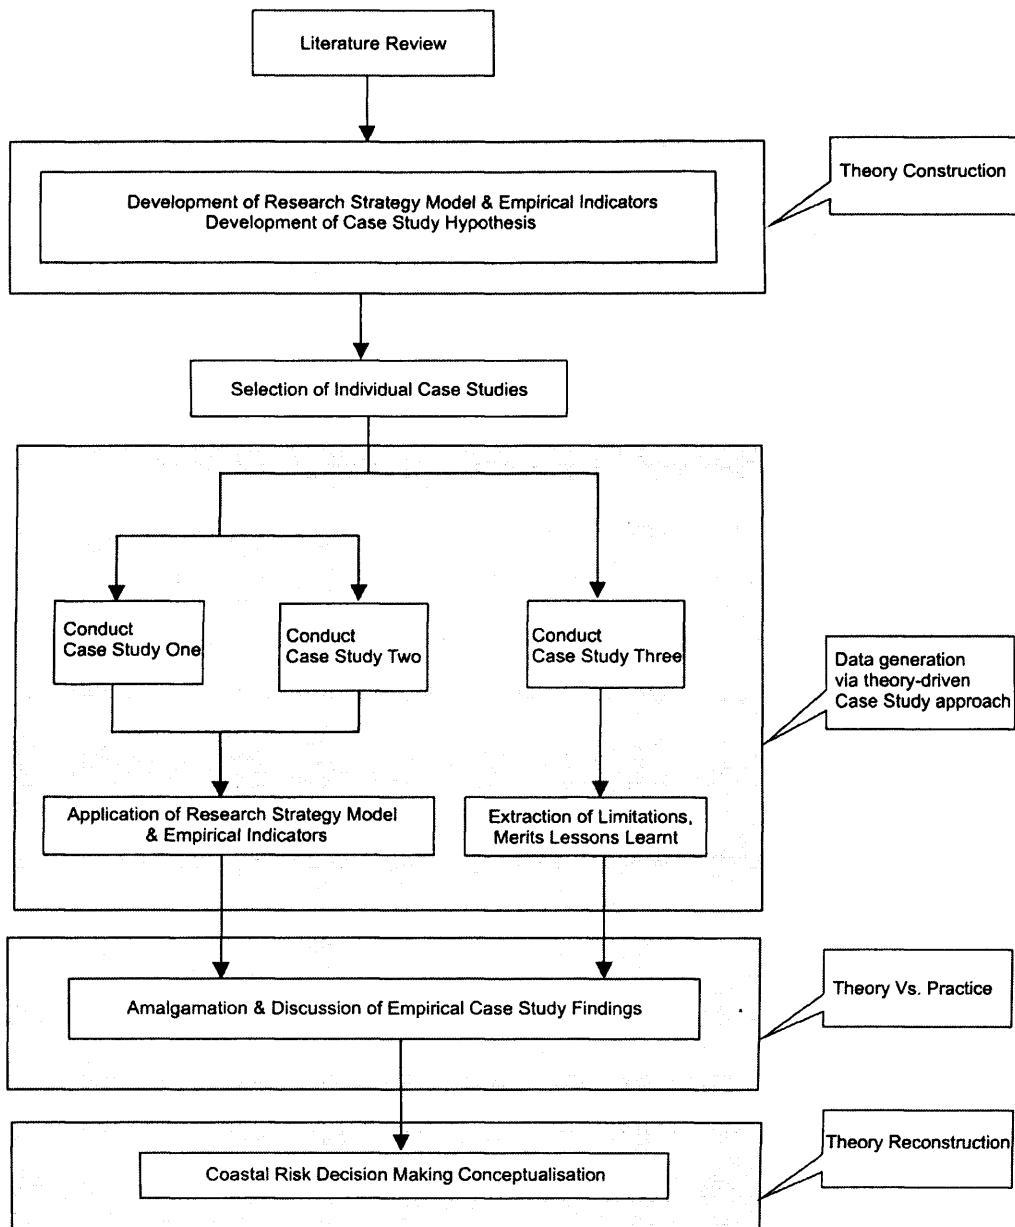 Literature Review
Theory Construction
Development of Research Strategy Model & Empirical Indicators
Development of Case Study Hypothesis
Selection of Individual Case Studies
Conduct
Case Study One
Conduct
Case Study Two
Conduct
Case Study Three
Data generation
via theory-driven
Case Study approach
Application of Research Strategy Model
& Empirical Indicators
Extraction of Limitations,
Merits Lessons Learnt
Theory Vs. Practice
Amalgamation & Discussion of Empirical Case Study Findings
Theory Reconstruction
Coastal Risk Decision Making Conceptualisation